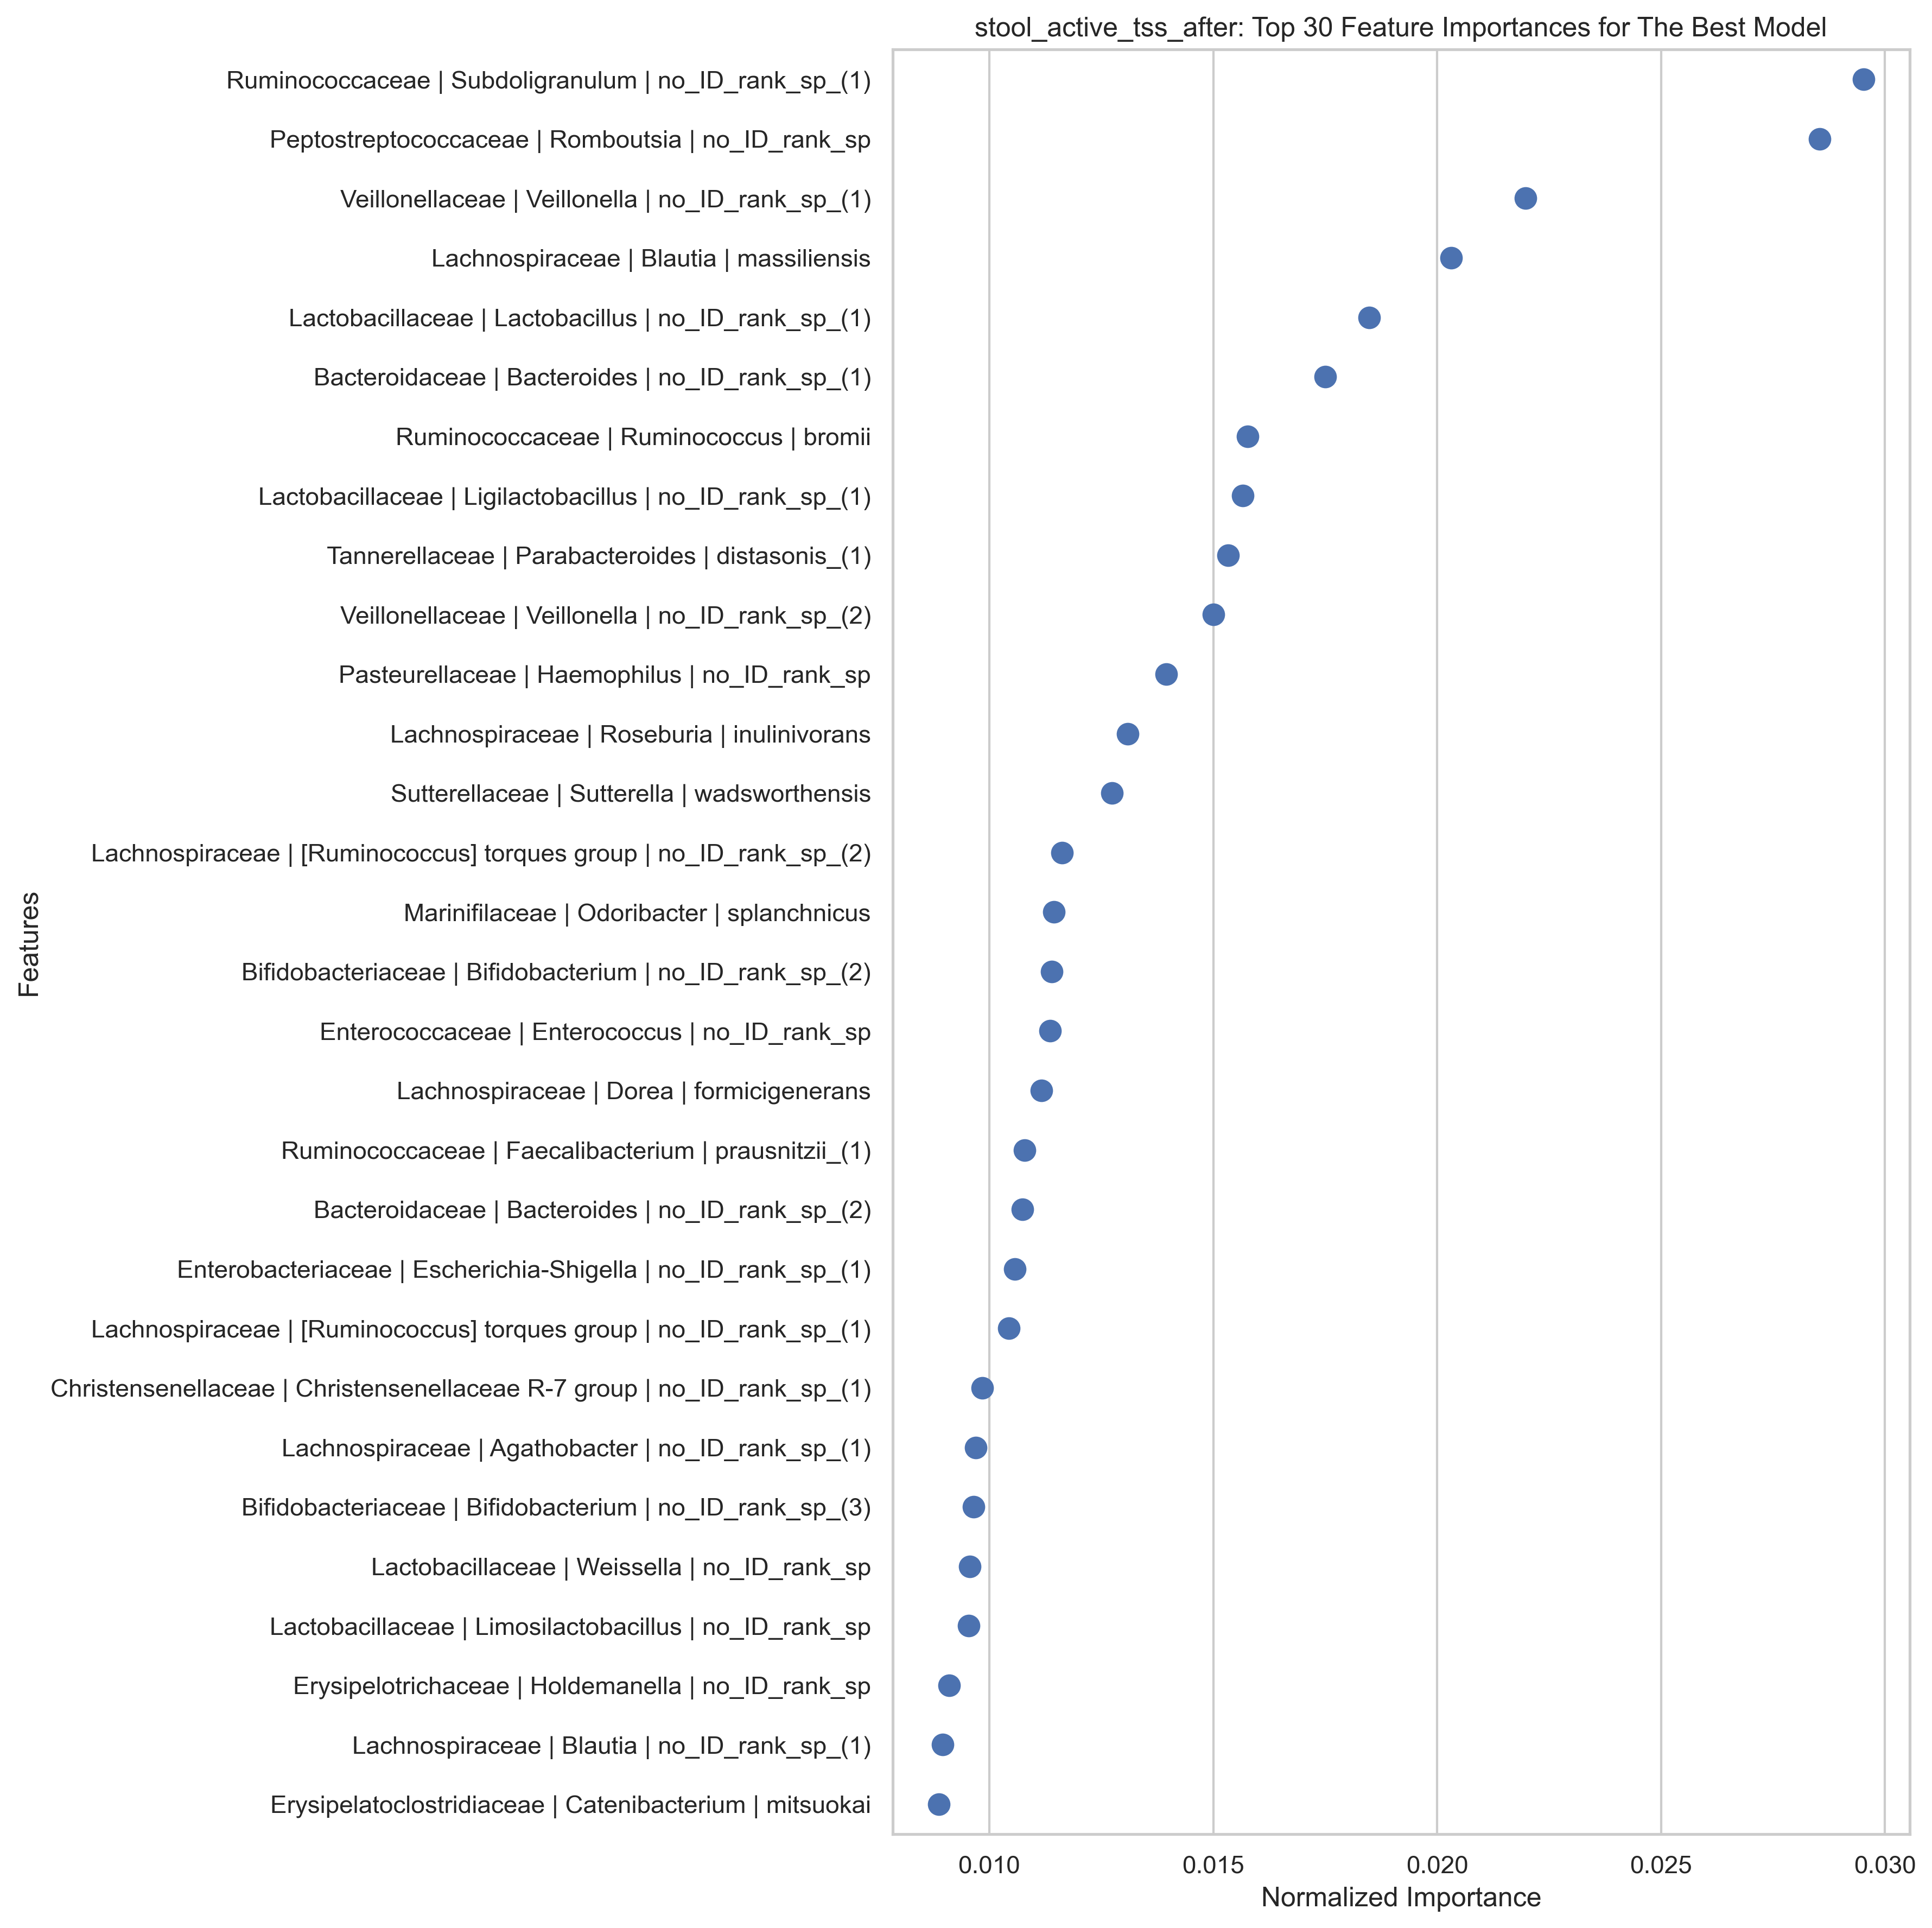 stool_active_tss_after: Top 30 Feature Importances for The Best Model
Ruminococcaceae | Subdoligranulum | no_ID_rank_sp_(1)
Peptostreptococcaceae | Romboutsia | no_ID_rank_sp
Veillonellaceae | Veillonella | no_ID_rank_sp_(1)
Lachnospiraceae | Blautia | massiliensis
Lactobacillaceae | Lactobacillus | no_ID_rank_sp_(1)
Bacteroidaceae | Bacteroides | no_ID_rank_sp_(1)
Ruminococcaceae | Ruminococcus | bromii
Lactobacillaceae | Ligilactobacillus | no_ID_rank_sp_(1)
Tannerellaceae | Parabacteroides | distasonis_(1)
Veillonellaceae | Veillonella | no_ID_rank_sp_(2)
Pasteurellaceae | Haemophilus | no_ID_rank_sp
Lachnospiraceae | Roseburia | inulinivorans
Sutterellaceae | Sutterella | wadsworthensis
Lachnospiraceae | [Ruminococcus] torques group | no_ID_rank_sp_(2)
Marinifilaceae | Odoribacter | splanchnicus
Bifidobacteriaceae | Bifidobacterium | no_ID_rank_sp_(2)
Enterococcaceae | Enterococcus | no_ID_rank_sp
Lachnospiraceae | Dorea | formicigenerans
Ruminococcaceae | Faecalibacterium | prausnitzii_(1)
Bacteroidaceae | Bacteroides | no_ID_rank_sp_(2)
Enterobacteriaceae | Escherichia-Shigella | no_ID_rank_sp_(1)
Lachnospiraceae | [Ruminococcus] torques group | no_ID_rank_sp_(1)
Christensenellaceae | Christensenellaceae R-7 group | no_ID_rank_sp_(1)
Lachnospiraceae | Agathobacter | no_ID_rank_sp_(1)
Bifidobacteriaceae | Bifidobacterium | no_ID_rank_sp_(3)
Lactobacillaceae | Weissella | no_ID_rank_sp
Lactobacillaceae | Limosilactobacillus | no_ID_rank_sp
Erysipelotrichaceae | Holdemanella | no_ID_rank_sp
Lachnospiraceae | Blautia | no_ID_rank_sp_(1)
Erysipelatoclostridiaceae | Catenibacterium | mitsuokai
Features
0.010 0.015 0.020 0.025 0.030
Normalized Importance